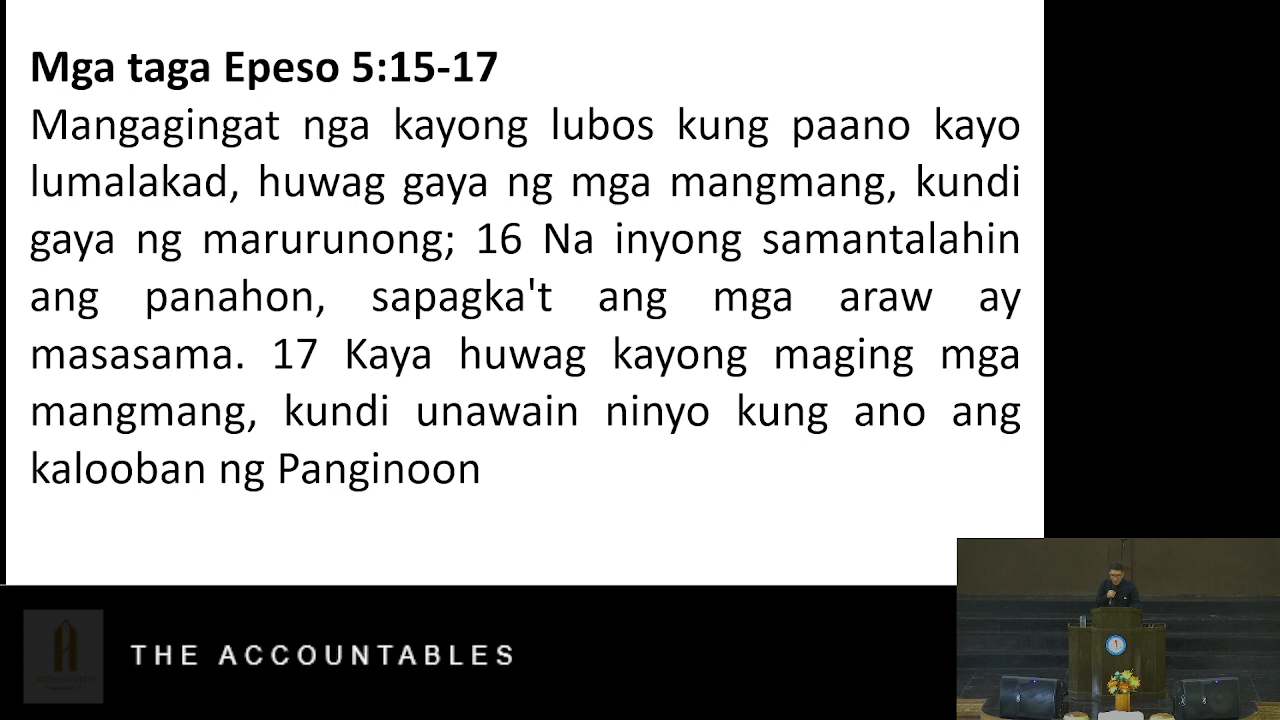 Mga taga Epeso 5:15-17
Mangagingat nga kayong lubos kung paano kayo
lumalakad, huwag gaya ng mga mangmang, kundi
gaya ng marurunong; 16 Na inyong samantalahin
ang panahon, sapagka't ang mga araw ay
masasama. 17 Kaya huwag kayong maging mga
mangmang, kundi unawain ninyo kung ano ang
kalooban ng Panginoon
THE ACCOUNTABLES